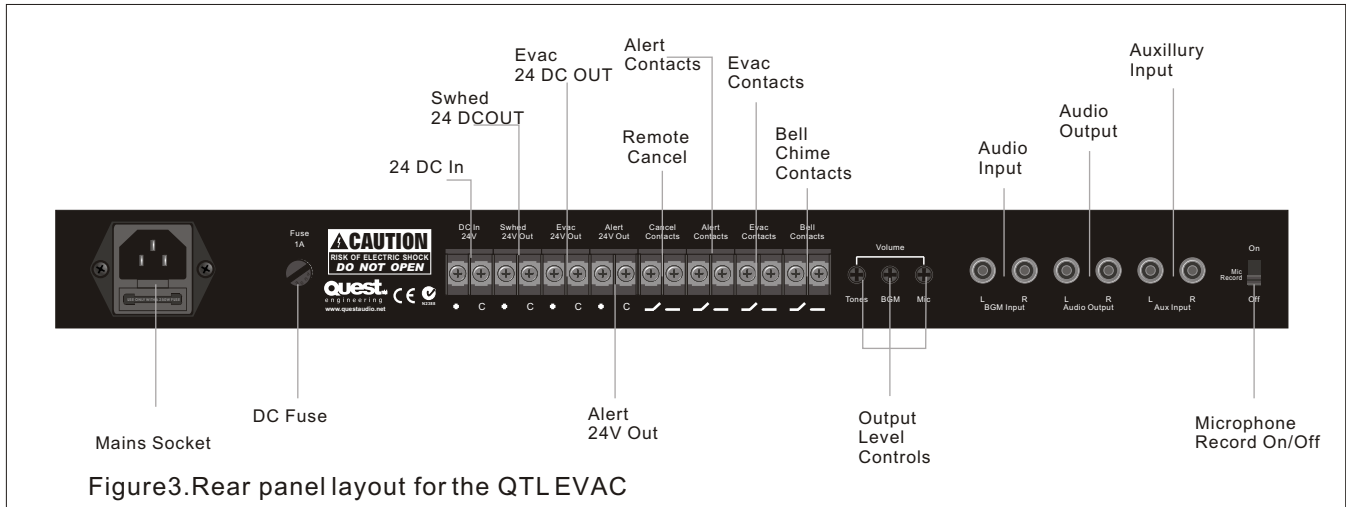 Evac
24 DC OUT
Alert
Contacts
Evac
Contacts
Auxillury
Input
Swhed
24 DCOUT
Audio
Output
Remote
Cancel
Bell
Chime
Contacts
Audio
Input
24 DC In
Fuse
1A
CAUTION
RISK OF ELECTRIC SHOCK
DO NOT OPEN
Quest
engineering
www.questaudio.net
CE
N2388
DC In
24V
Swhed
24V Out
Evac
24V Out
Alert
24V Out
Cancel
Contacts
Alert
Contacts
Evac
Contacts
Bell
Contacts
C C C C
Volume
Tones BGM Mic
L R L R L R
BGM Input Audio Output Aux Input
On
Mic
Record
Off
Mains Socket
DC Fuse
Alert
24V Out
Output
Level
Controls
Microphone
Record On/Off
Figure3.Rear panel layout for the QTL EVAC